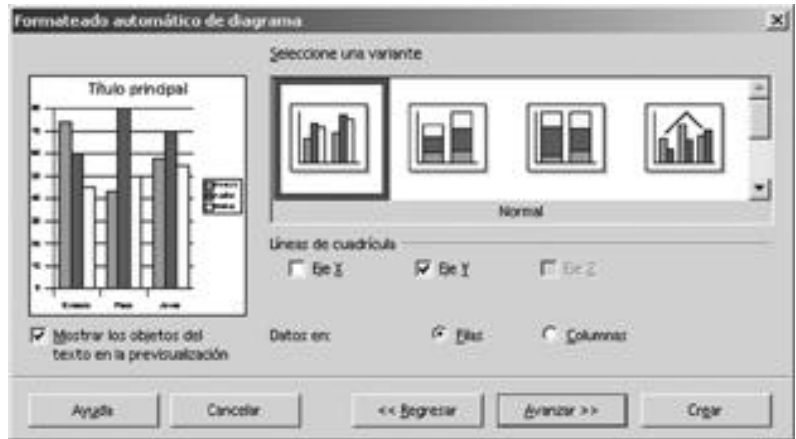 Formateado automático de diagrama
Seleccione una variante
Título principal
Normal
Líneas de cuadrícula
Eje X
Eje Y
Eje Z
Mostrar los objetos del
texto en la previsualización
Datos en:
Filas
Columnas
Ayuda
Cancelar
<< Regresar
Avanzar >>
Crear